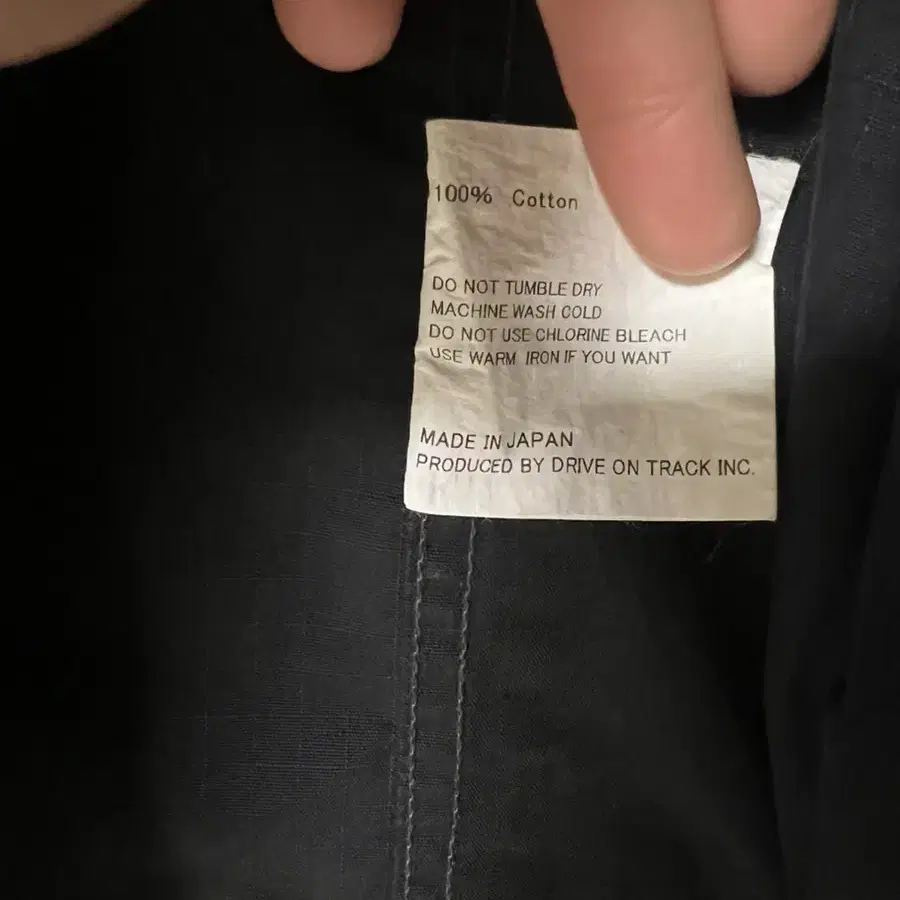 100% Cotton
DO NOT TUMBLE DRY
MACHINE WASH COLD
DO NOT USE CHLORINE BLEACH
USE WARM IRON IF YOU WANT
MADE IN JAPAN
PRODUCED BY DRIVE ON TRACK INC.